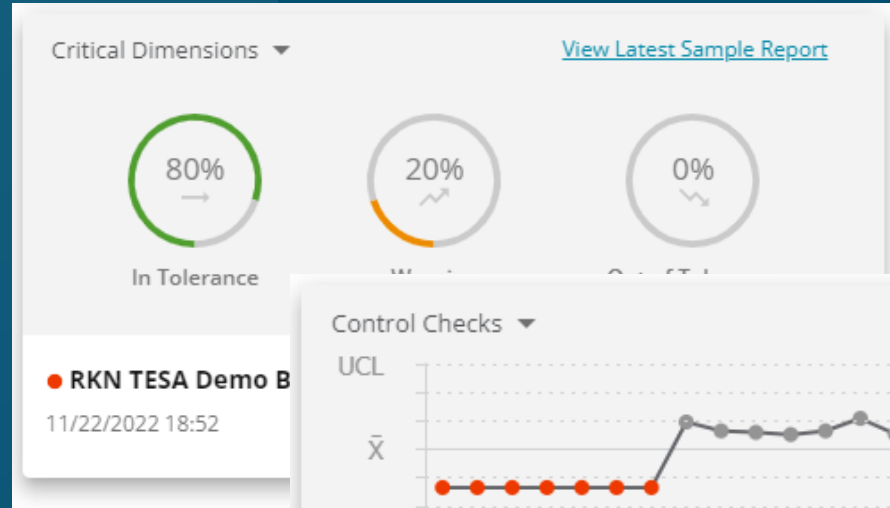 Critical Dimensions
View Latest Sample Report
80%
20%
0%
In Tolerance
Control Checks
UCL
X̄
RKN TESA Demo B
11/22/2022 18:52